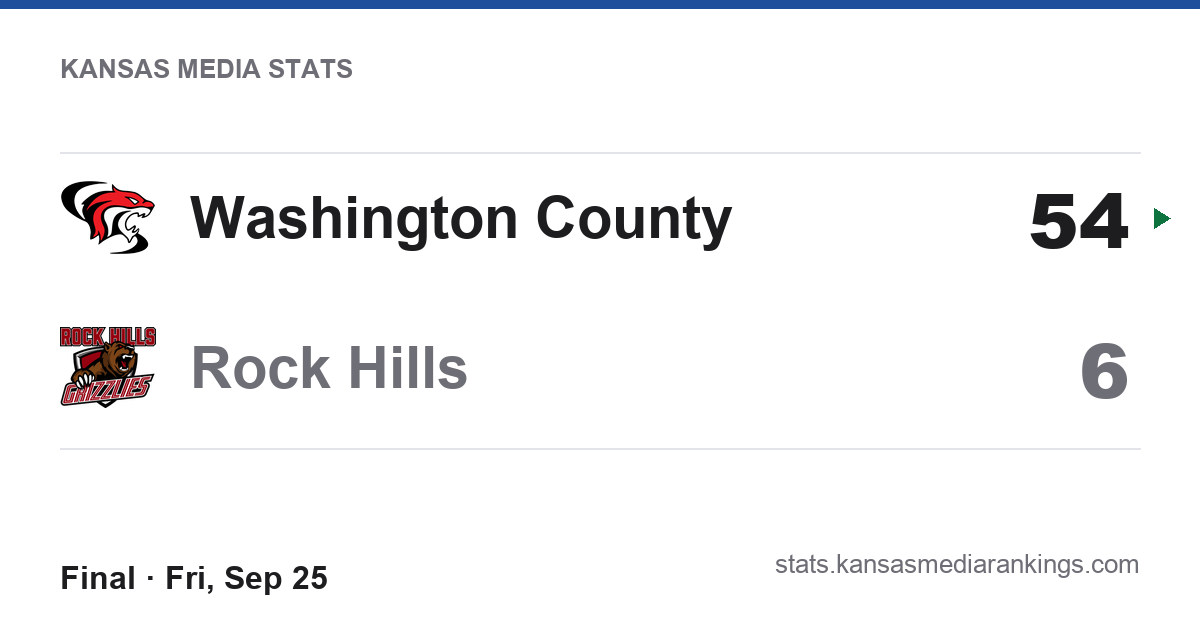 KANSAS MEDIA STATS
Washington County 54
ROCK HILLS
GRIZZLIES
Rock Hills 6
Final · Fri, Sep 25
stats.kansasmediarankings.com